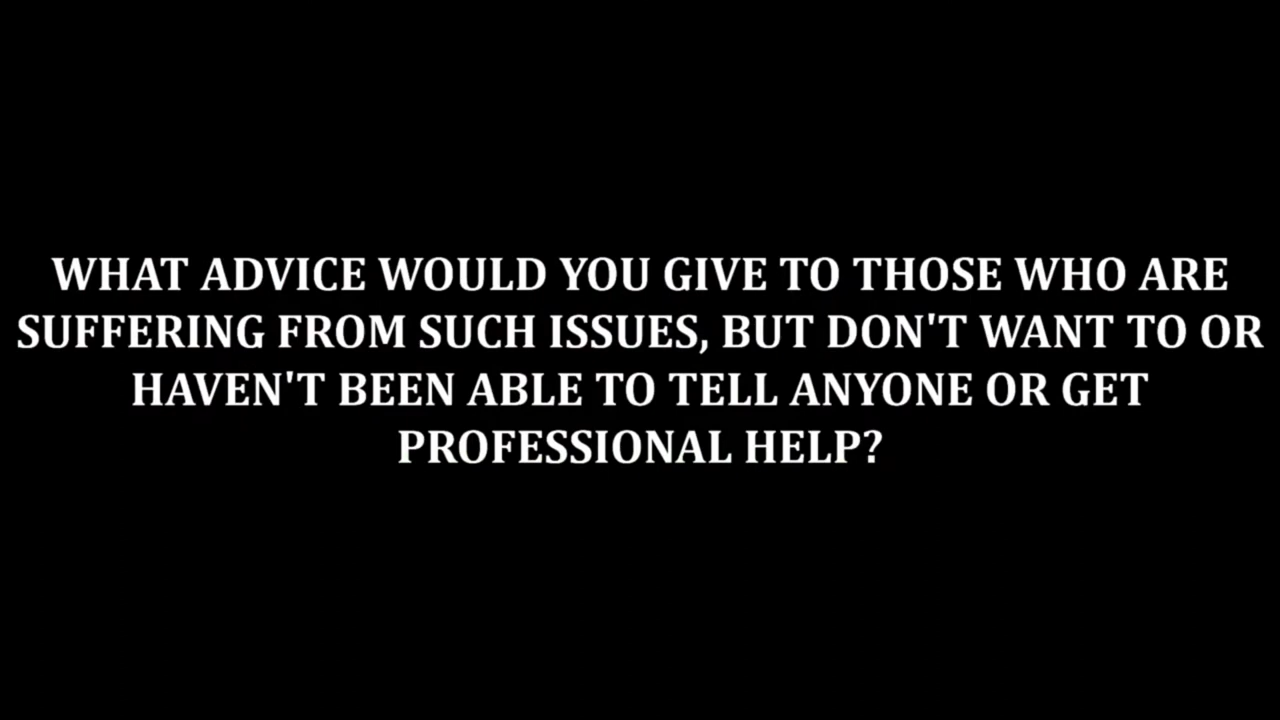 WHAT ADVICE WOULD YOU GIVE TO THOSE WHO ARE
SUFFERING FROM SUCH ISSUES, BUT DON'T WANT TO OR
HAVEN'T BEEN ABLE TO TELL ANYONE OR GET
PROFESSIONAL HELP?